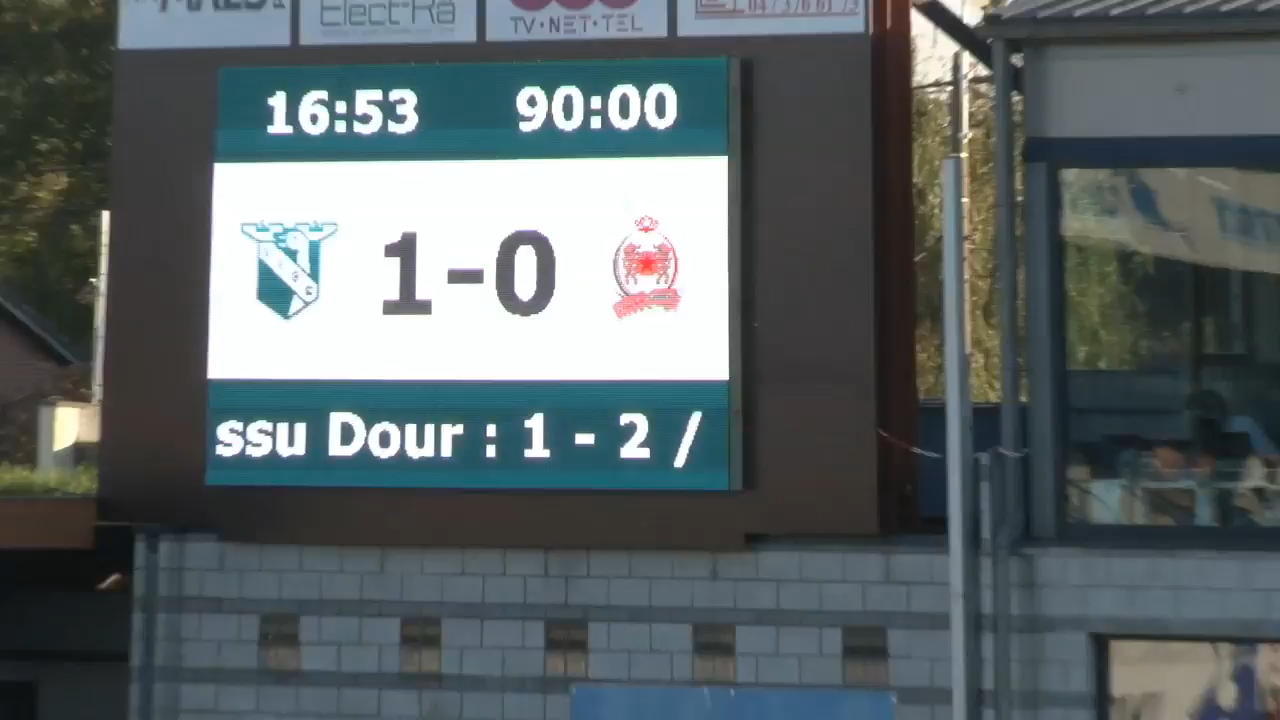 Elect-Ra
TV•NET•TEL
16:53 90:00
1-0
ssu Dour : 1 - 2 /